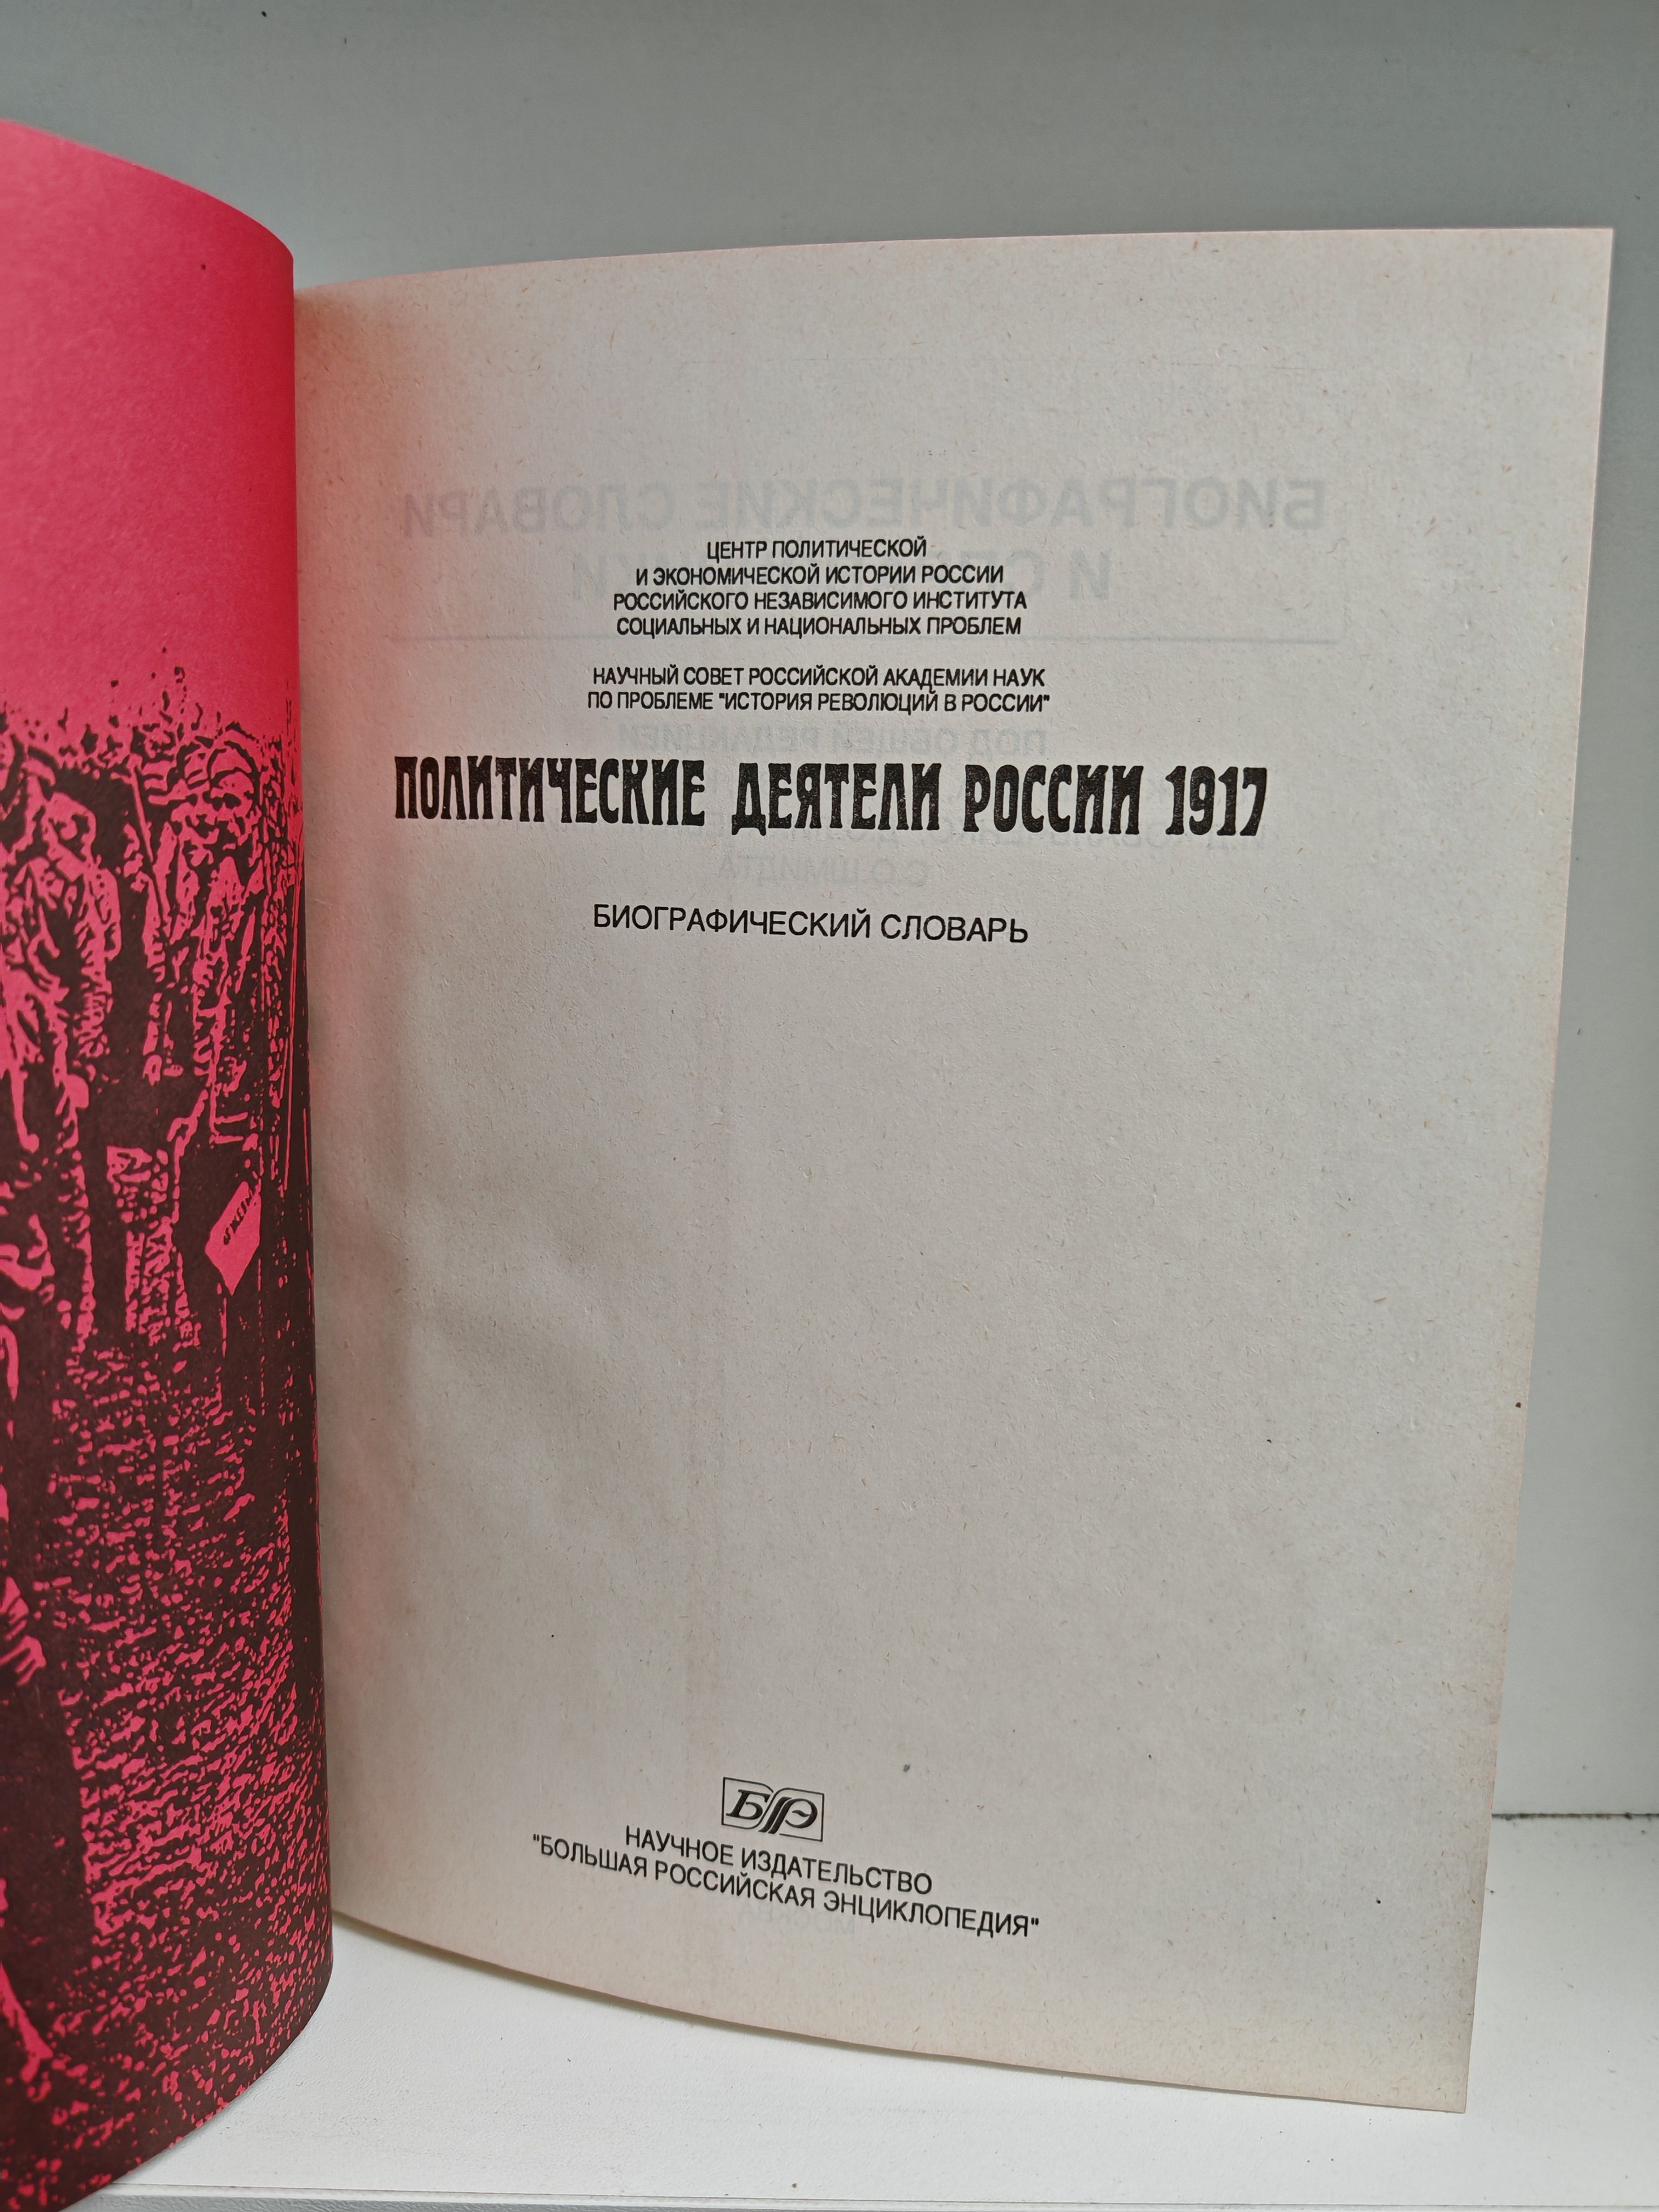 ЦЕНТР ПОЛИТИЧЕСКОЙ
И ЭКОНОМИЧЕСКОЙ ИСТОРИИ РОССИИ
РОССИЙСКОГО НЕЗАВИСИМОГО ИНСТИТУТА
СОЦИАЛЬНЫХ И НАЦИОНАЛЬНЫХ ПРОБЛЕМ
НАУЧНЫЙ СОВЕТ РОССИЙСКОЙ АКАДЕМИИ НАУК
ПО ПРОБЛЕМЕ "ИСТОРИЯ РЕВОЛЮЦИЙ В РОССИИ"
ПОЛИТИЧЕСКИЕ ДЕЯТЕЛИ РОССИИ 1917
БИОГРАФИЧЕСКИЙ СЛОВАРЬ
БРЭ
НАУЧНОЕ ИЗДАТЕЛЬСТВО
"БОЛЬШАЯ РОССИЙСКАЯ ЭНЦИКЛОПЕДИЯ"